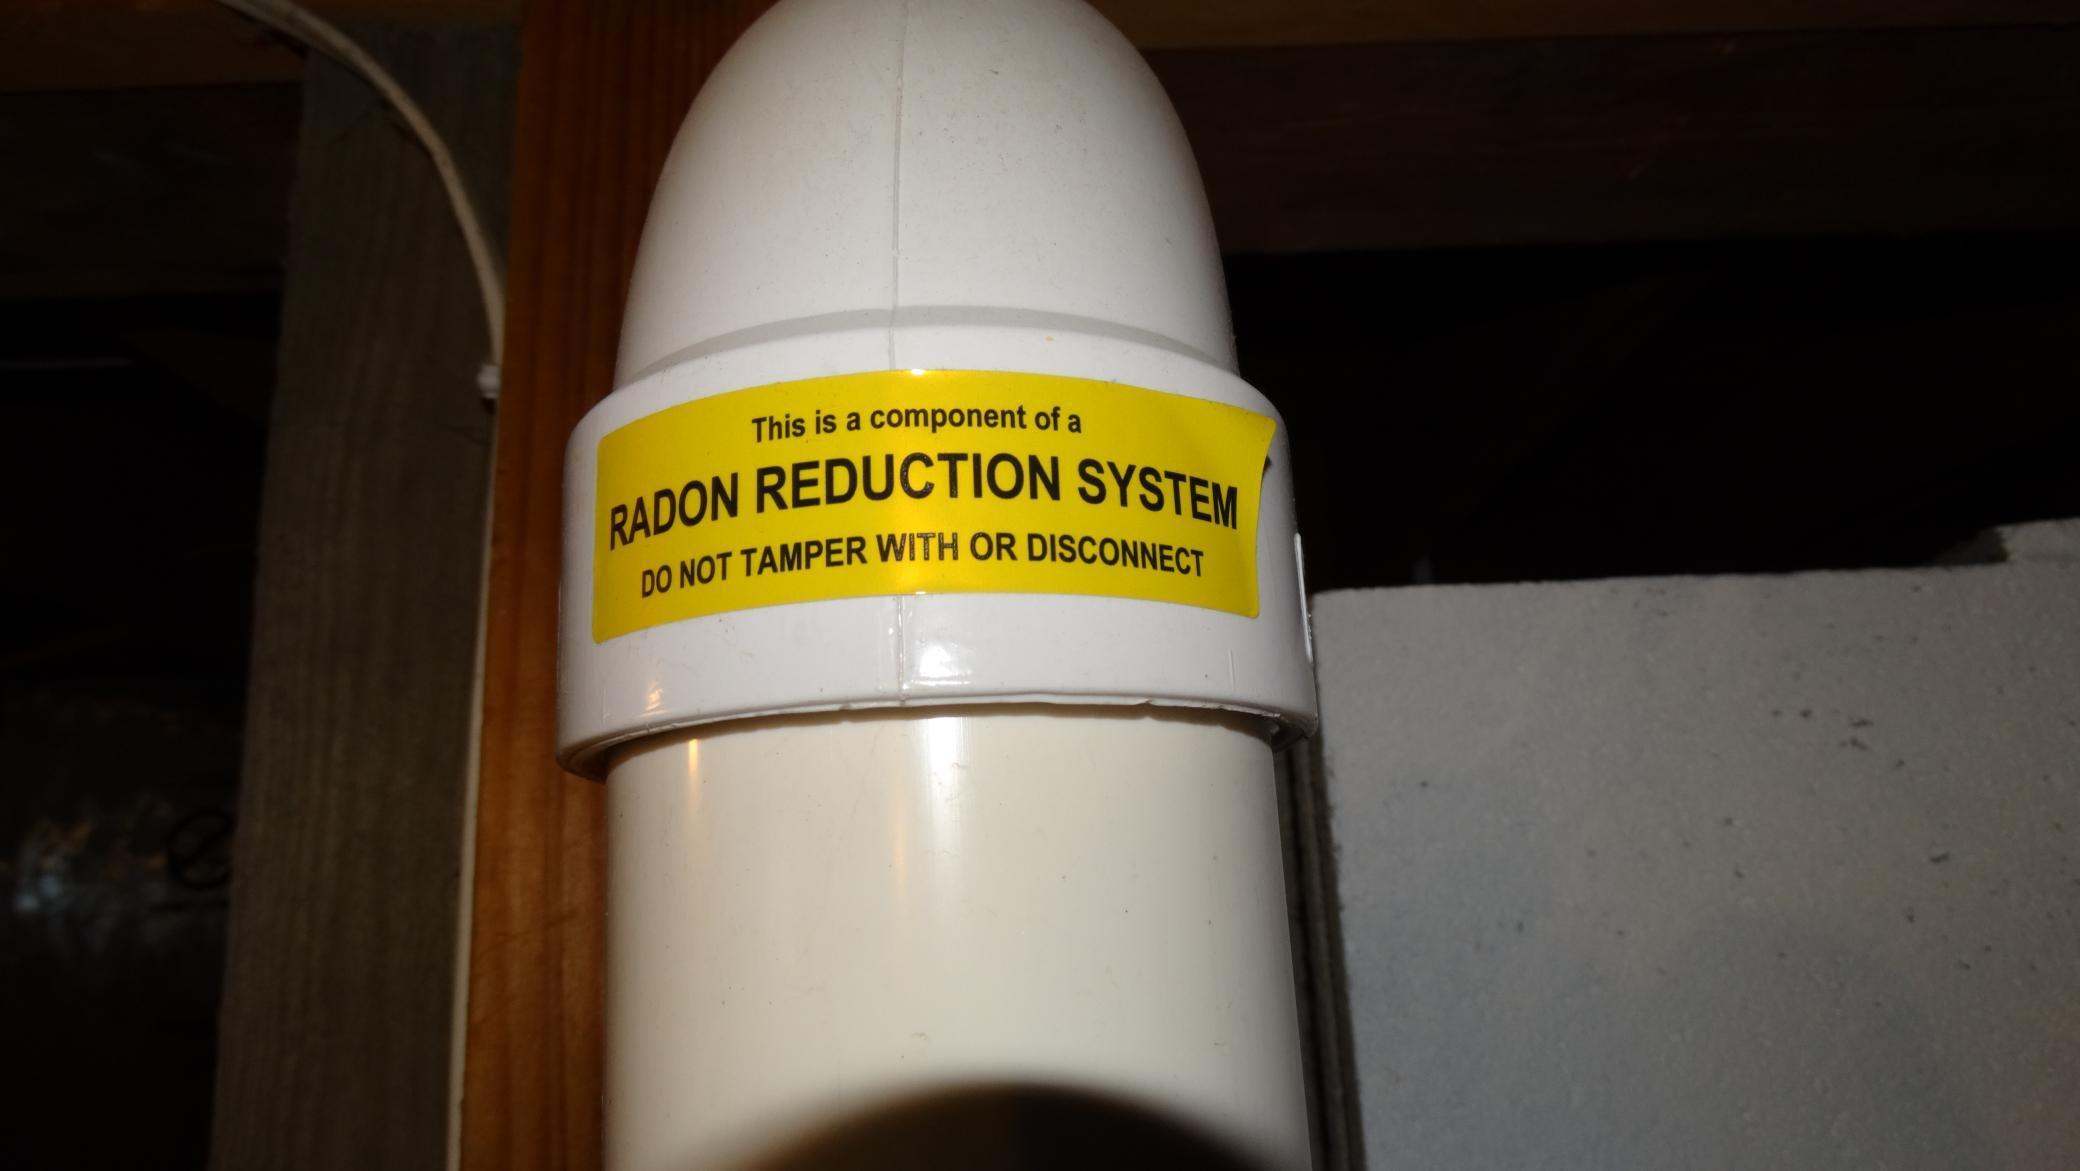 This is a component of a
RADON REDUCTION SYSTEM
DO NOT TAMPER WITH OR DISCONNECT